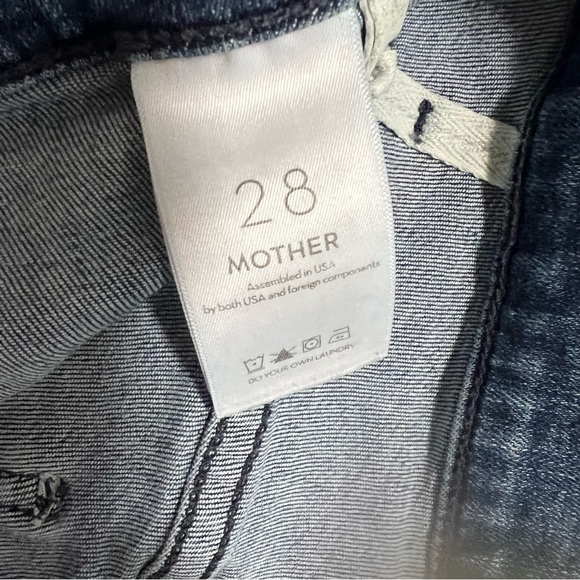 28
MOTHER
Assembled in USA
by both USA and foreign components
DO YOUR OWN LAUNDRY